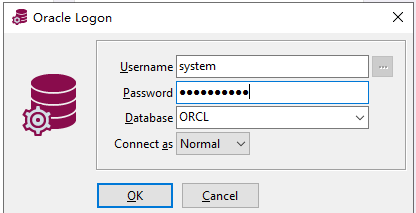 Oracle Logon
Username system
...
Password ●●●●●●●●●●
Database ORCL
Connect as Normal
OK Cancel